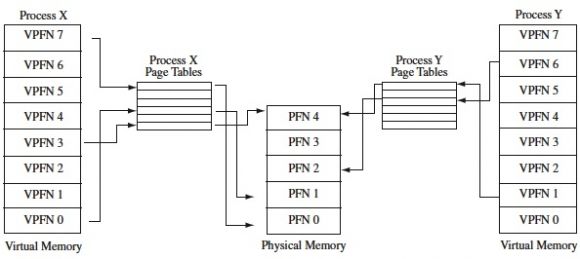 Process X
VPFN 7
VPFN 6
VPFN 5
VPFN 4
VPFN 3
VPFN 2
VPFN 1
VPFN 0
Virtual Memory
Process X
Page Tables
PFN 4
PFN 3
PFN 2
PFN 1
PFN 0
Physical Memory
Process Y
Page Tables
Process Y
VPFN 7
VPFN 6
VPFN 5
VPFN 4
VPFN 3
VPFN 2
VPFN 1
VPFN 0
Virtual Memory